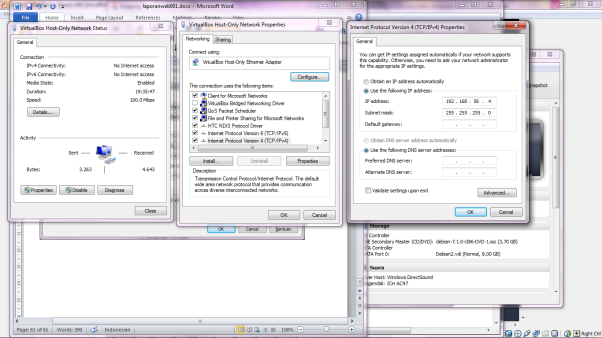 laporanweb001.docx - Microsoft Word
File Home Insert Page Layout References
VirtualBox Host-Only Network Status
General
Connection
IPv4 Connectivity: No Internet access
IPv6 Connectivity: No Internet access
Media State: Enabled
Duration: 19:35:47
Speed: 100.0 Mbps
Details...
Activity
Sent Received
Bytes: 3.263 4.643
Properties Disable Diagnose
Close
VirtualBox Host-Only Network Properties
Networking Sharing
Connect using:
VirtualBox Host-Only Ethernet Adapter
Configure...
This connection uses the following items:
Client for Microsoft Networks
VirtualBox Bridged Networking Driver
QoS Packet Scheduler
File and Printer Sharing for Microsoft Networks
HTC NDIS Protocol Driver
Internet Protocol Version 6 (TCP/IPv6)
Internet Protocol Version 4 (TCP/IPv4)
Install... Uninstall Properties
Description
Transmission Control Protocol/Internet Protocol. The default
wide area network protocol that provides communication
across diverse interconnected networks.
OK Cancel
OK Cancel Bantuan
Internet Protocol Version 4 (TCP/IPv4) Properties
General
You can get IP settings assigned automatically if your network supports
this capability. Otherwise, you need to ask your network administrator
for the appropriate IP settings.
Obtain an IP address automatically
Use the following IP address:
IP address: 192 . 168 . 56 . 4
Subnet mask: 255 . 255 . 255 . 0
Default gateway: . . .
Obtain DNS server address automatically
Use the following DNS server addresses:
Preferred DNS server: . . .
Alternate DNS server: . . .
Validate settings upon exit
Advanced...
OK Cancel
snapshot
Storage
Controller
Secondary Master (CD/DVD): debian-7.1.0-i386-DVD-1.iso (3,70 GB)
Controller
Port 0: Debian2.vdi (Normal, 8,00 GB)
Suara
Host: Windows DirectSound
ICH AC97
Page: 61 of 61 Words: 398 Indonesian 100%
Right Ctrl